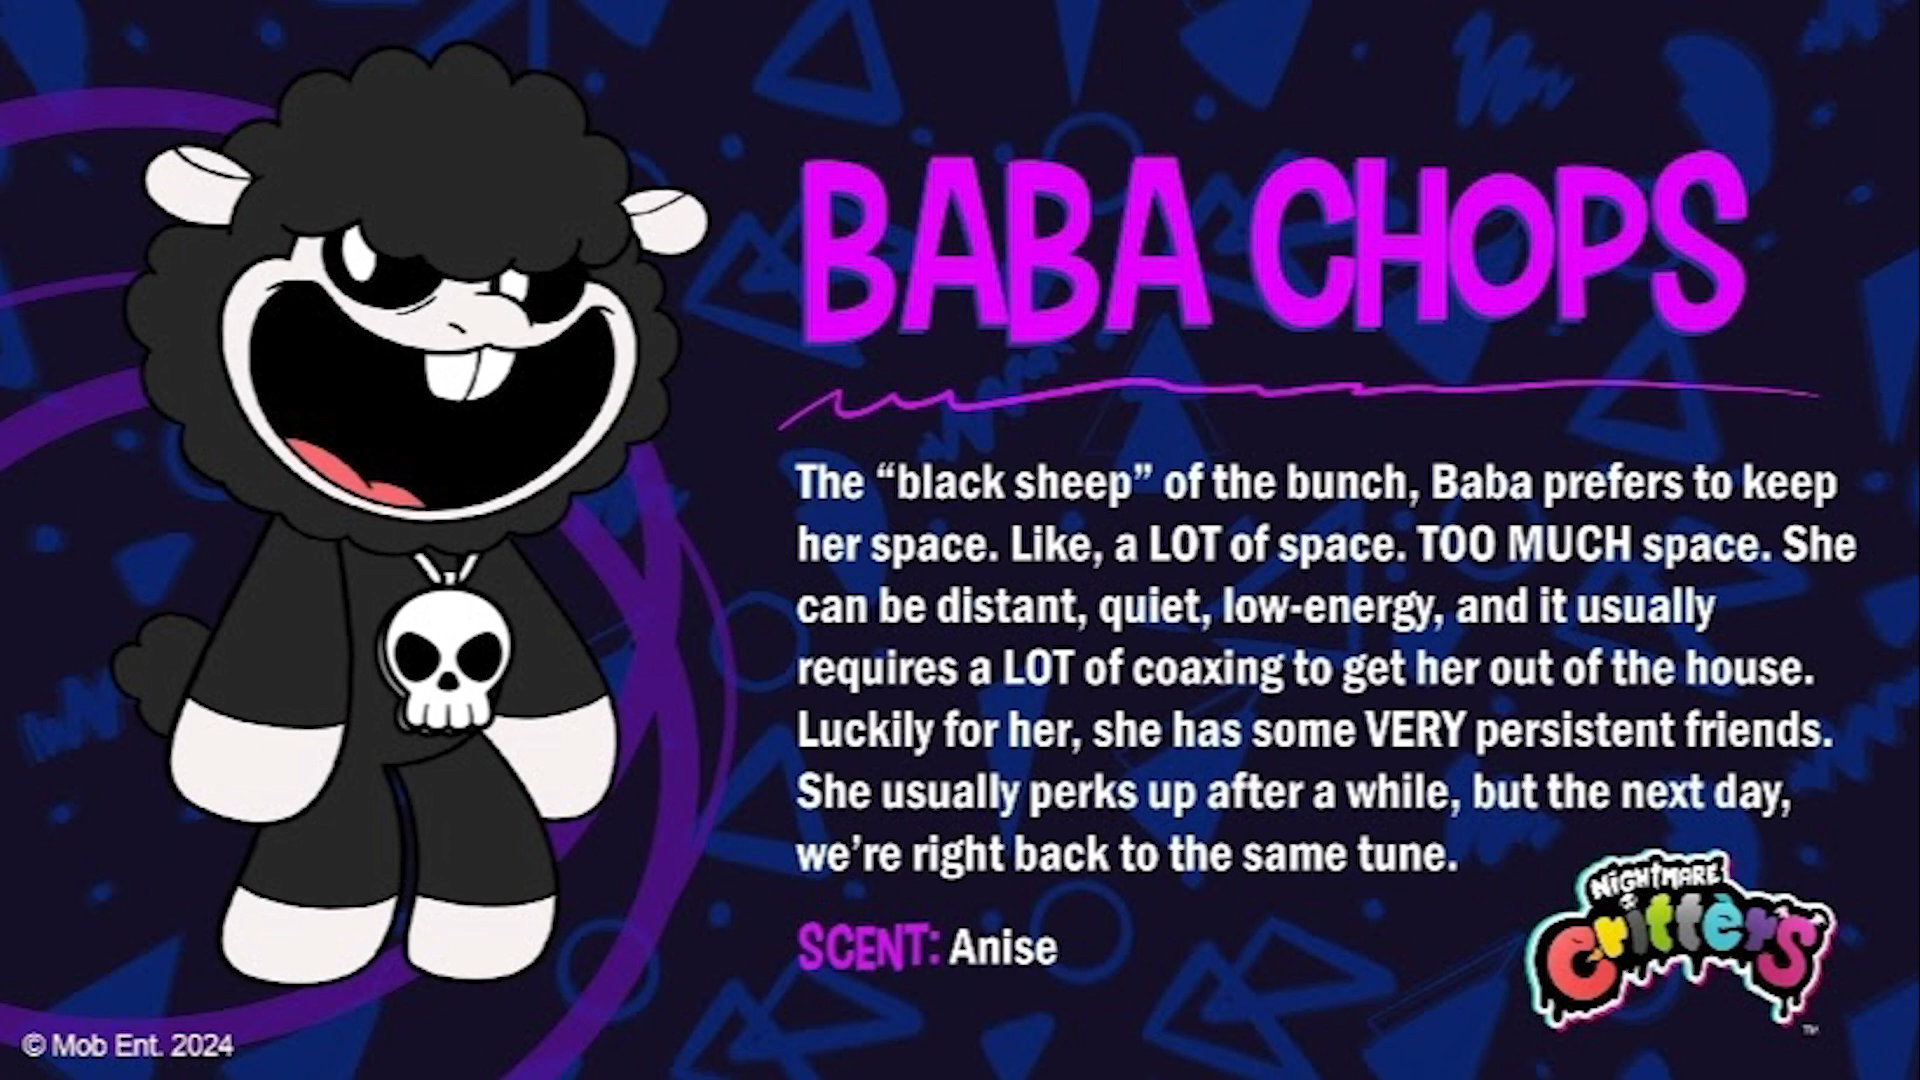 BABA CHOPS
The “black sheep” of the bunch, Baba prefers to keep
her space. Like, a LOT of space. TOO MUCH space. She
can be distant, quiet, low-energy, and it usually
requires a LOT of coaxing to get her out of the house.
Luckily for her, she has some VERY persistent friends.
She usually perks up after a while, but the next day,
we’re right back to the same tune.
SCENT: Anise
NIGHTMARE
CRITTERS
™
© Mob Ent. 2024